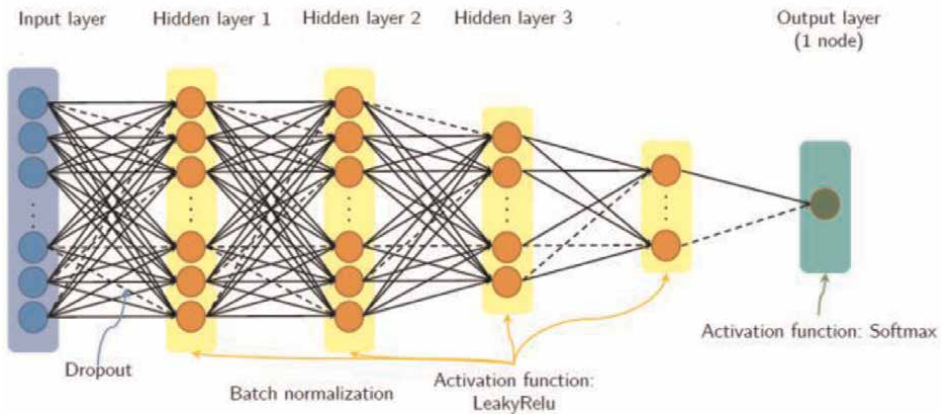 Input layer
Hidden layer 1
Hidden layer 2
Hidden layer 3
Output layer
(1 node)
Dropout
Batch normalization
Activation function:
LeakyRelu
Activation function: Softmax